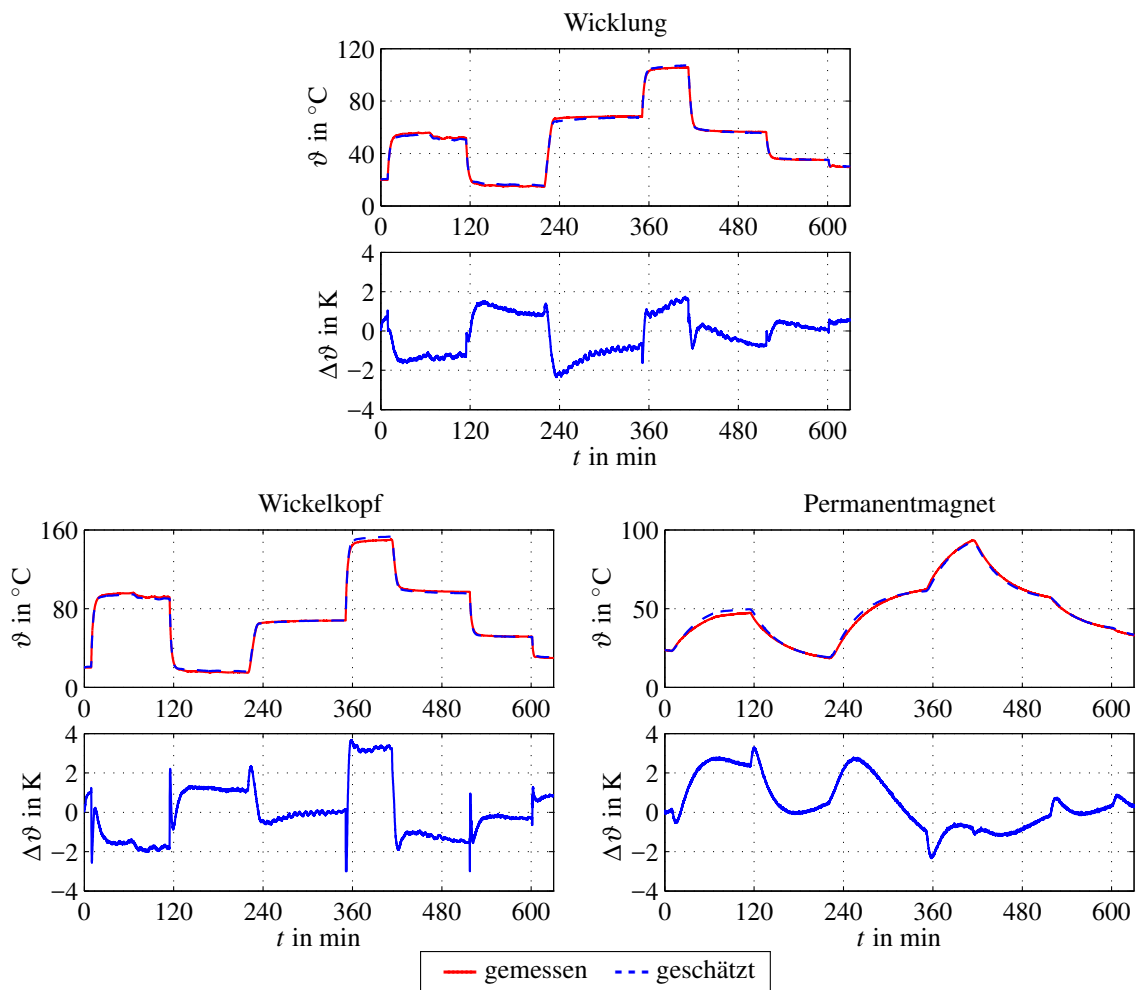 Wicklung
120
80
40
0
ϑ in °C
0 120 240 360 480 600
4
2
0
−2
−4
Δϑ in K
0 120 240 360 480 600
t in min
Wickelkopf
160
80
0
ϑ in °C
0 120 240 360 480 600
4
2
0
−2
−4
Δϑ in K
0 120 240 360 480 600
t in min
Permanentmagnet
100
50
0
ϑ in °C
0 120 240 360 480 600
4
2
0
−2
−4
Δϑ in K
0 120 240 360 480 600
t in min
gemessen geschätzt